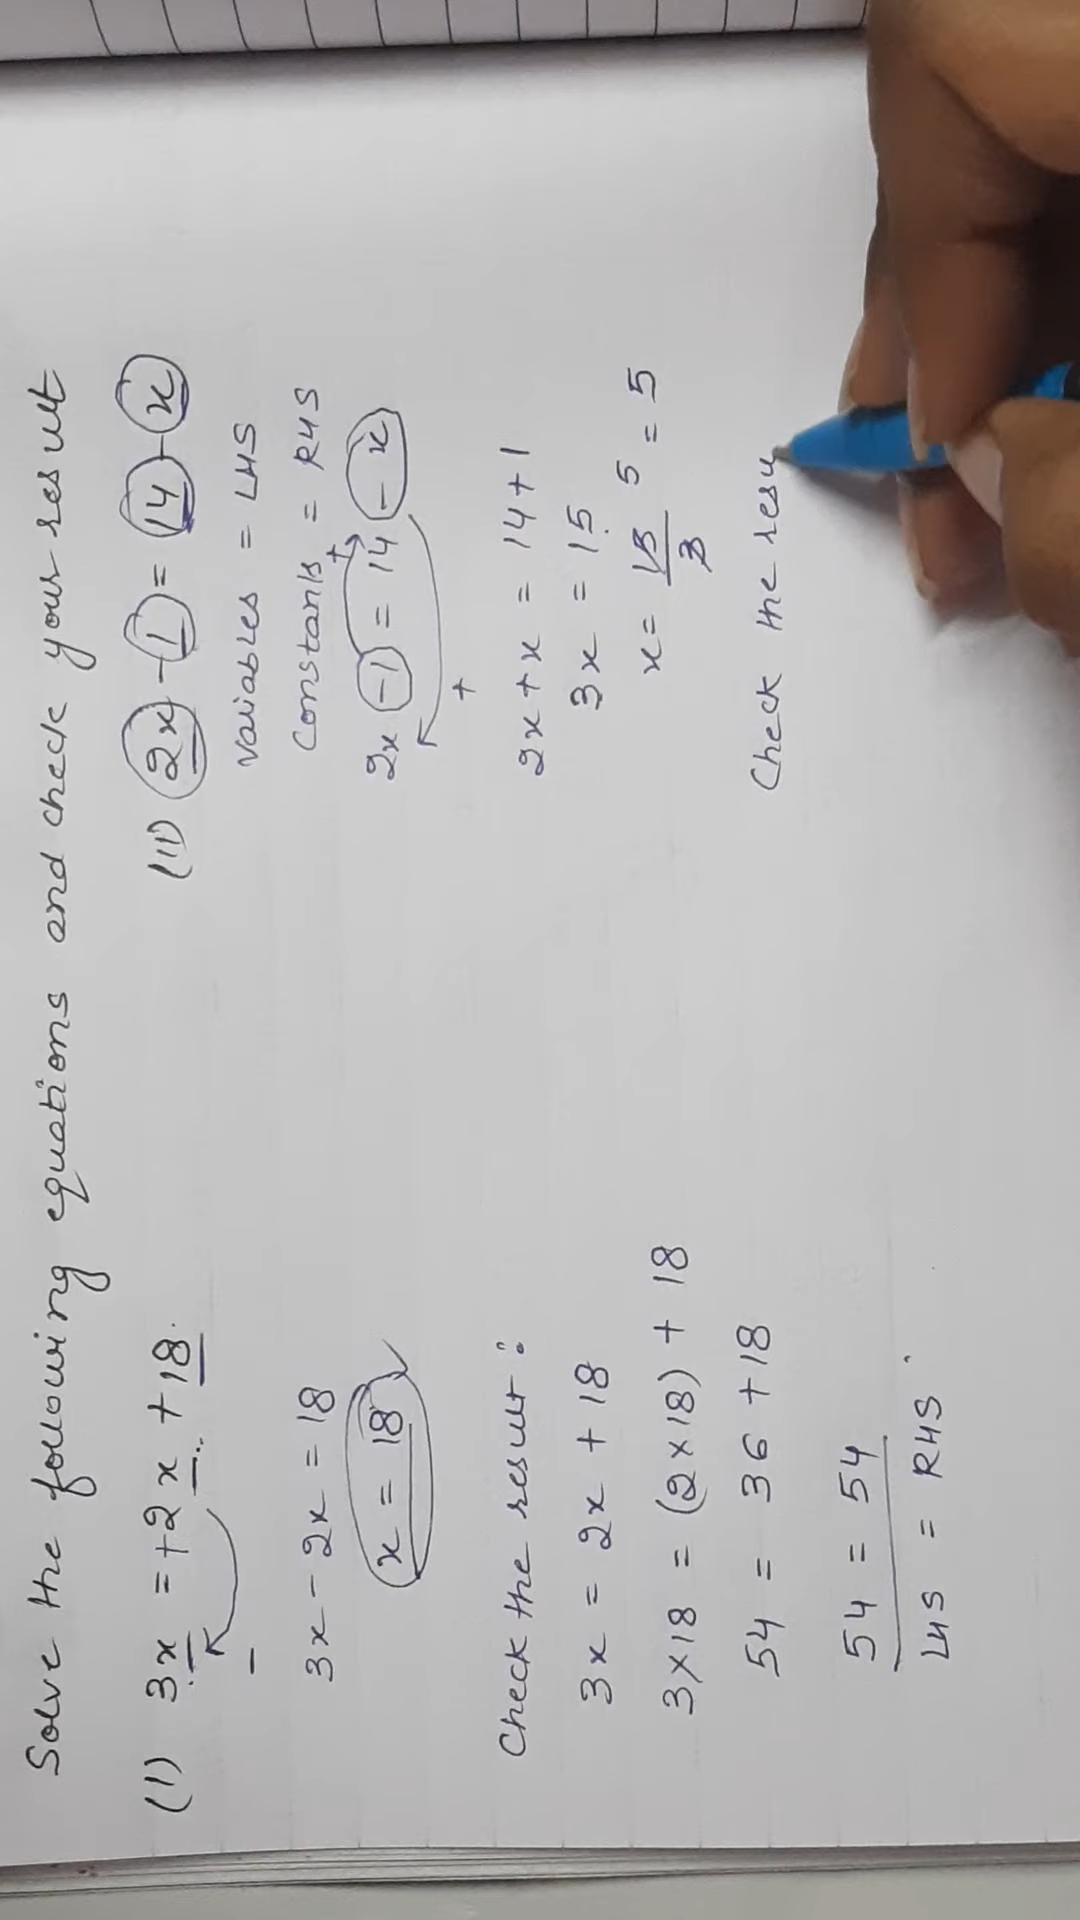 Solve the following equations and check your result
(I) 3x = +2x + 18.
-
3x - 2x = 18
x = 18
Check the result :
3x = 2x + 18
3×18 = (2×18) + 18
54 = 36 + 18
54 = 54
LHS = RHS.
(II) 2x - 1 = 14 - x
Variables = LHS
Constants = RHS
+
2x - 1 = 14 - x
+
2x + x = 14 + 1
3x = 15
x = 15/3 5 = 5
Check the resu